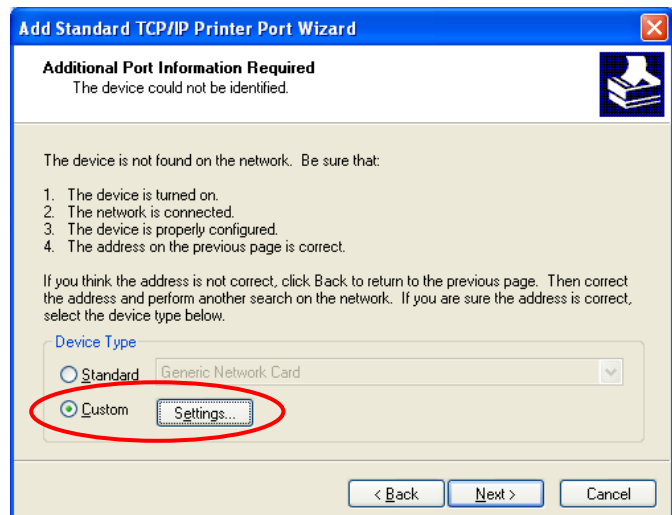 Add Standard TCP/IP Printer Port Wizard
Additional Port Information Required
The device could not be identified.
The device is not found on the network. Be sure that:
1. The device is turned on.
2. The network is connected.
3. The device is properly configured.
4. The address on the previous page is correct.
If you think the address is not correct, click Back to return to the previous page. Then correct
the address and perform another search on the network. If you are sure the address is correct,
select the device type below.
Device Type
Standard Generic Network Card
Custom Settings...
< Back Next > Cancel